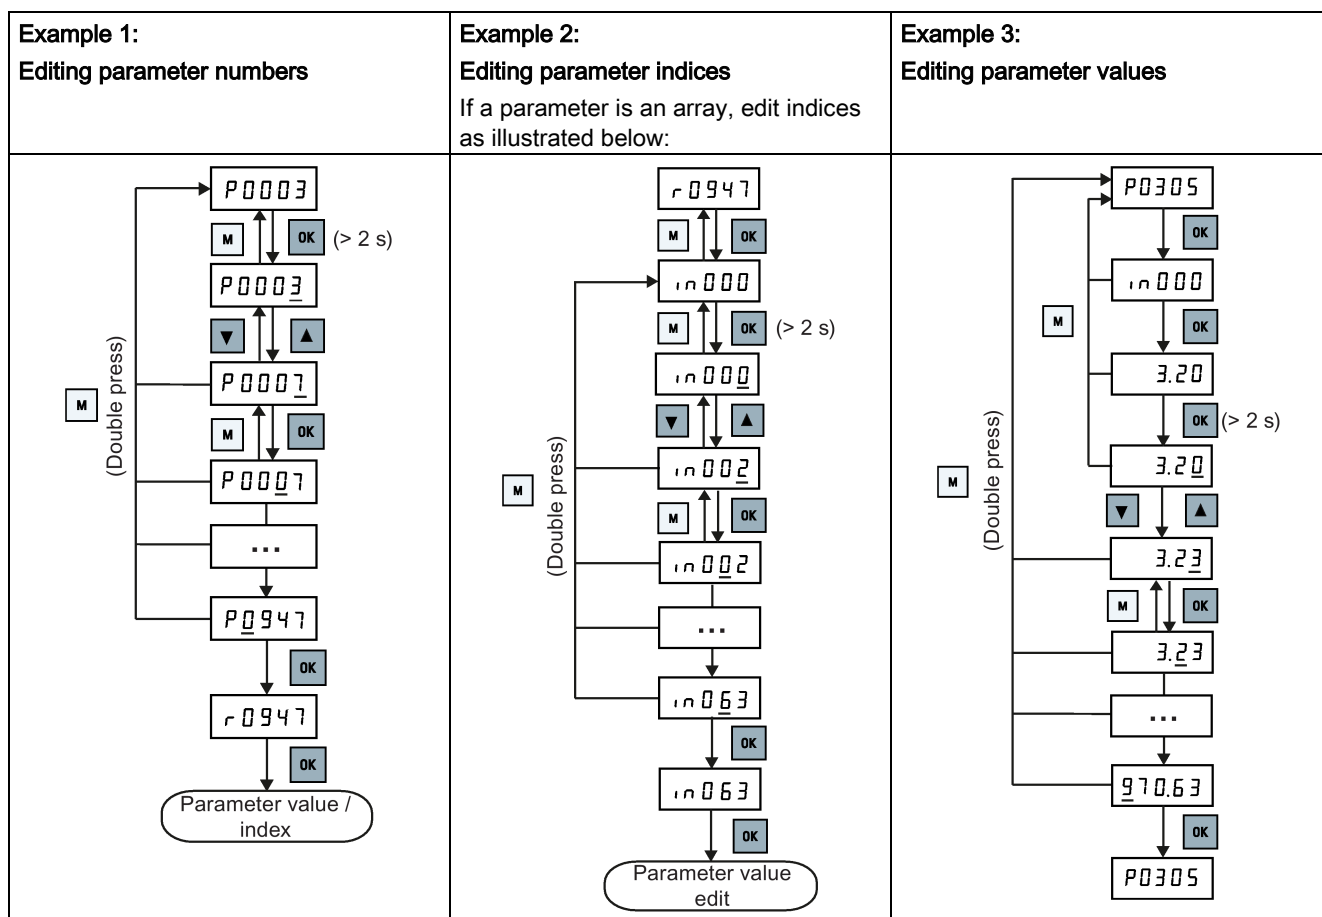 Example 1:
Editing parameter numbers
Example 2:
Editing parameter indices
If a parameter is an array, edit indices
as illustrated below:
Example 3:
Editing parameter values
P0003
M
OK (> 2 s)
P0003
▼
▲
P0007
M
OK
P0007
...
P0947
OK
r0947
OK
Parameter value /
index
M
(Double press)
r0947
M
OK
in000
M
OK (> 2 s)
in000
▼
▲
in002
M
OK
in002
...
in063
OK
in063
OK
Parameter value
edit
M
(Double press)
P0305
OK
in000
OK
3.20
OK (> 2 s)
3.20
▼
▲
3.23
M
OK
3.23
...
970.63
OK
P0305
M
M
(Double press)